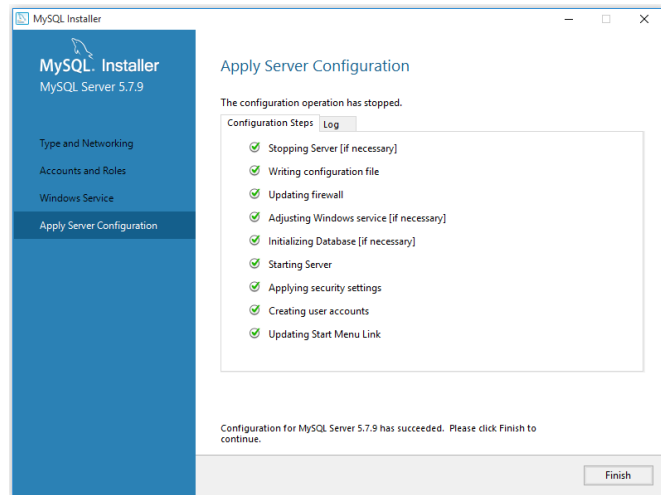 MySQL Installer
MySQL. Installer
MySQL Server 5.7.9
Type and Networking
Accounts and Roles
Windows Service
Apply Server Configuration
Apply Server Configuration
The configuration operation has stopped.
Configuration Steps Log
Stopping Server [if necessary]
Writing configuration file
Updating firewall
Adjusting Windows service [if necessary]
Initializing Database [if necessary]
Starting Server
Applying security settings
Creating user accounts
Updating Start Menu Link
Configuration for MySQL Server 5.7.9 has succeeded. Please click Finish to
continue.
Finish